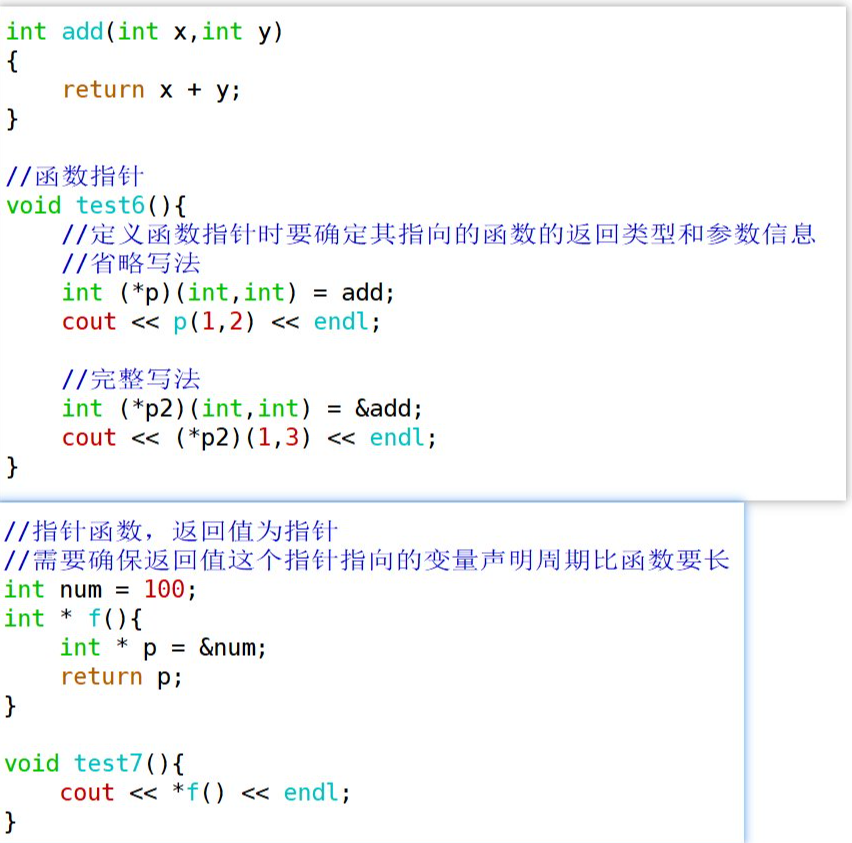 int add(int x,int y)
{
    return x + y;
}
//函数指针
void test6(){
    //定义函数指针时要确定其指向的函数的返回类型和参数信息
    //省略写法
    int (*p)(int,int) = add;
    cout << p(1,2) << endl;
    //完整写法
    int (*p2)(int,int) = &add;
    cout << (*p2)(1,3) << endl;
}
//指针函数，返回值为指针
//需要确保返回值这个指针指向的变量声明周期比函数要长
int num = 100;
int * f(){
    int * p = &num;
    return p;
}
void test7(){
    cout << *f() << endl;
}